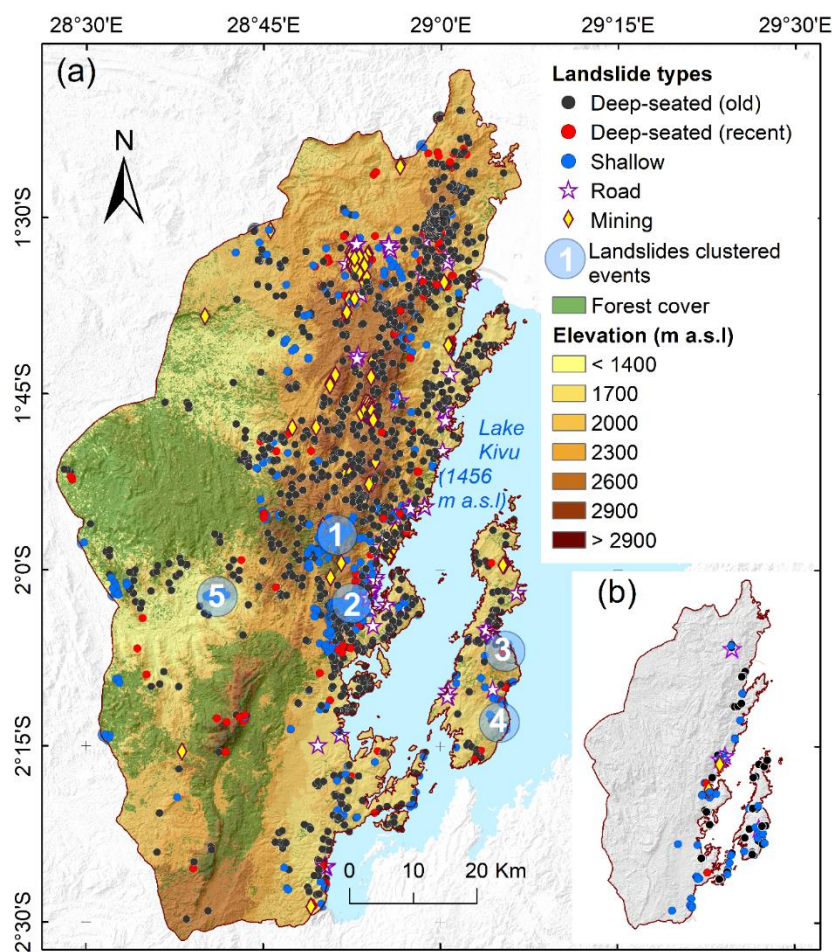 28°30'E 28°45'E 29°0'E 29°15'E 29°30'E
(a)
N
Landslide types
Deep-seated (old)
Deep-seated (recent)
Shallow
Road
Mining
1 Landslides clustered
events
Forest cover
Elevation (m a.s.l)
< 1400
1700
2000
2300
2600
2900
> 2900
1°30'S
1°45'S
2°0'S
2°15'S
2°30'S
Lake
Kivu
(1456
m a.s.l)
1
2
3
4
5
0 10 20 Km
(b)